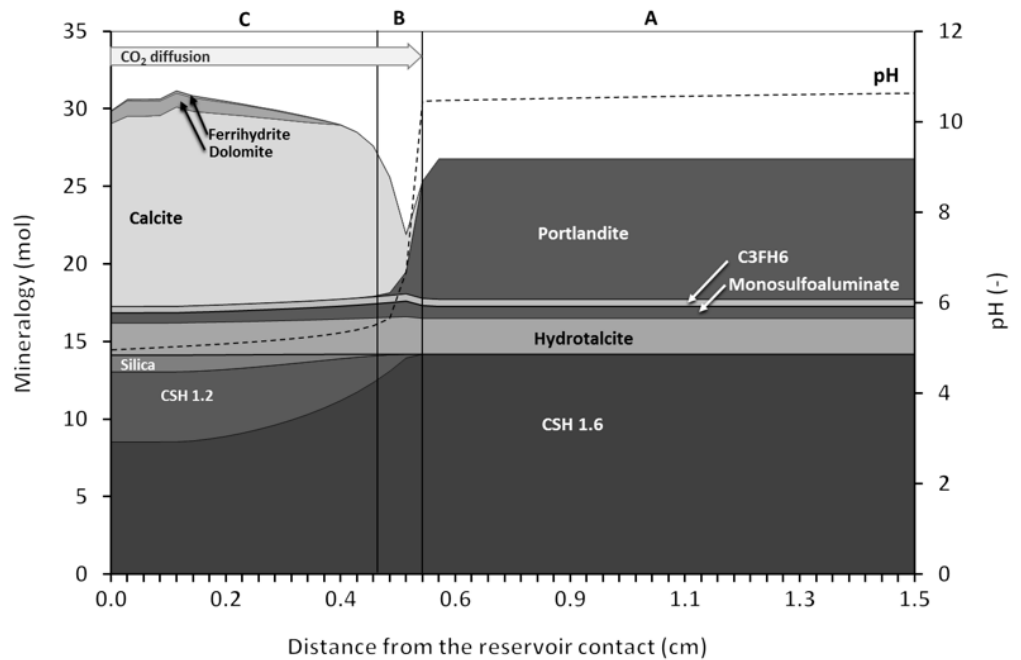 C B A
35 12
CO₂ diffusion
pH
30 10
Ferrihydrite
Dolomite
25
8
Calcite
Portlandite
20
C3FH6
Monosulfoaluminate
6
15
Hydrotalcite
Silica
CSH 1.2
4
10
CSH 1.6
5 2
0 0
0.0 0.2 0.4 0.6 0.9 1.1 1.3 1.5
Distance from the reservoir contact (cm)
Mineralogy (mol)
pH (-)